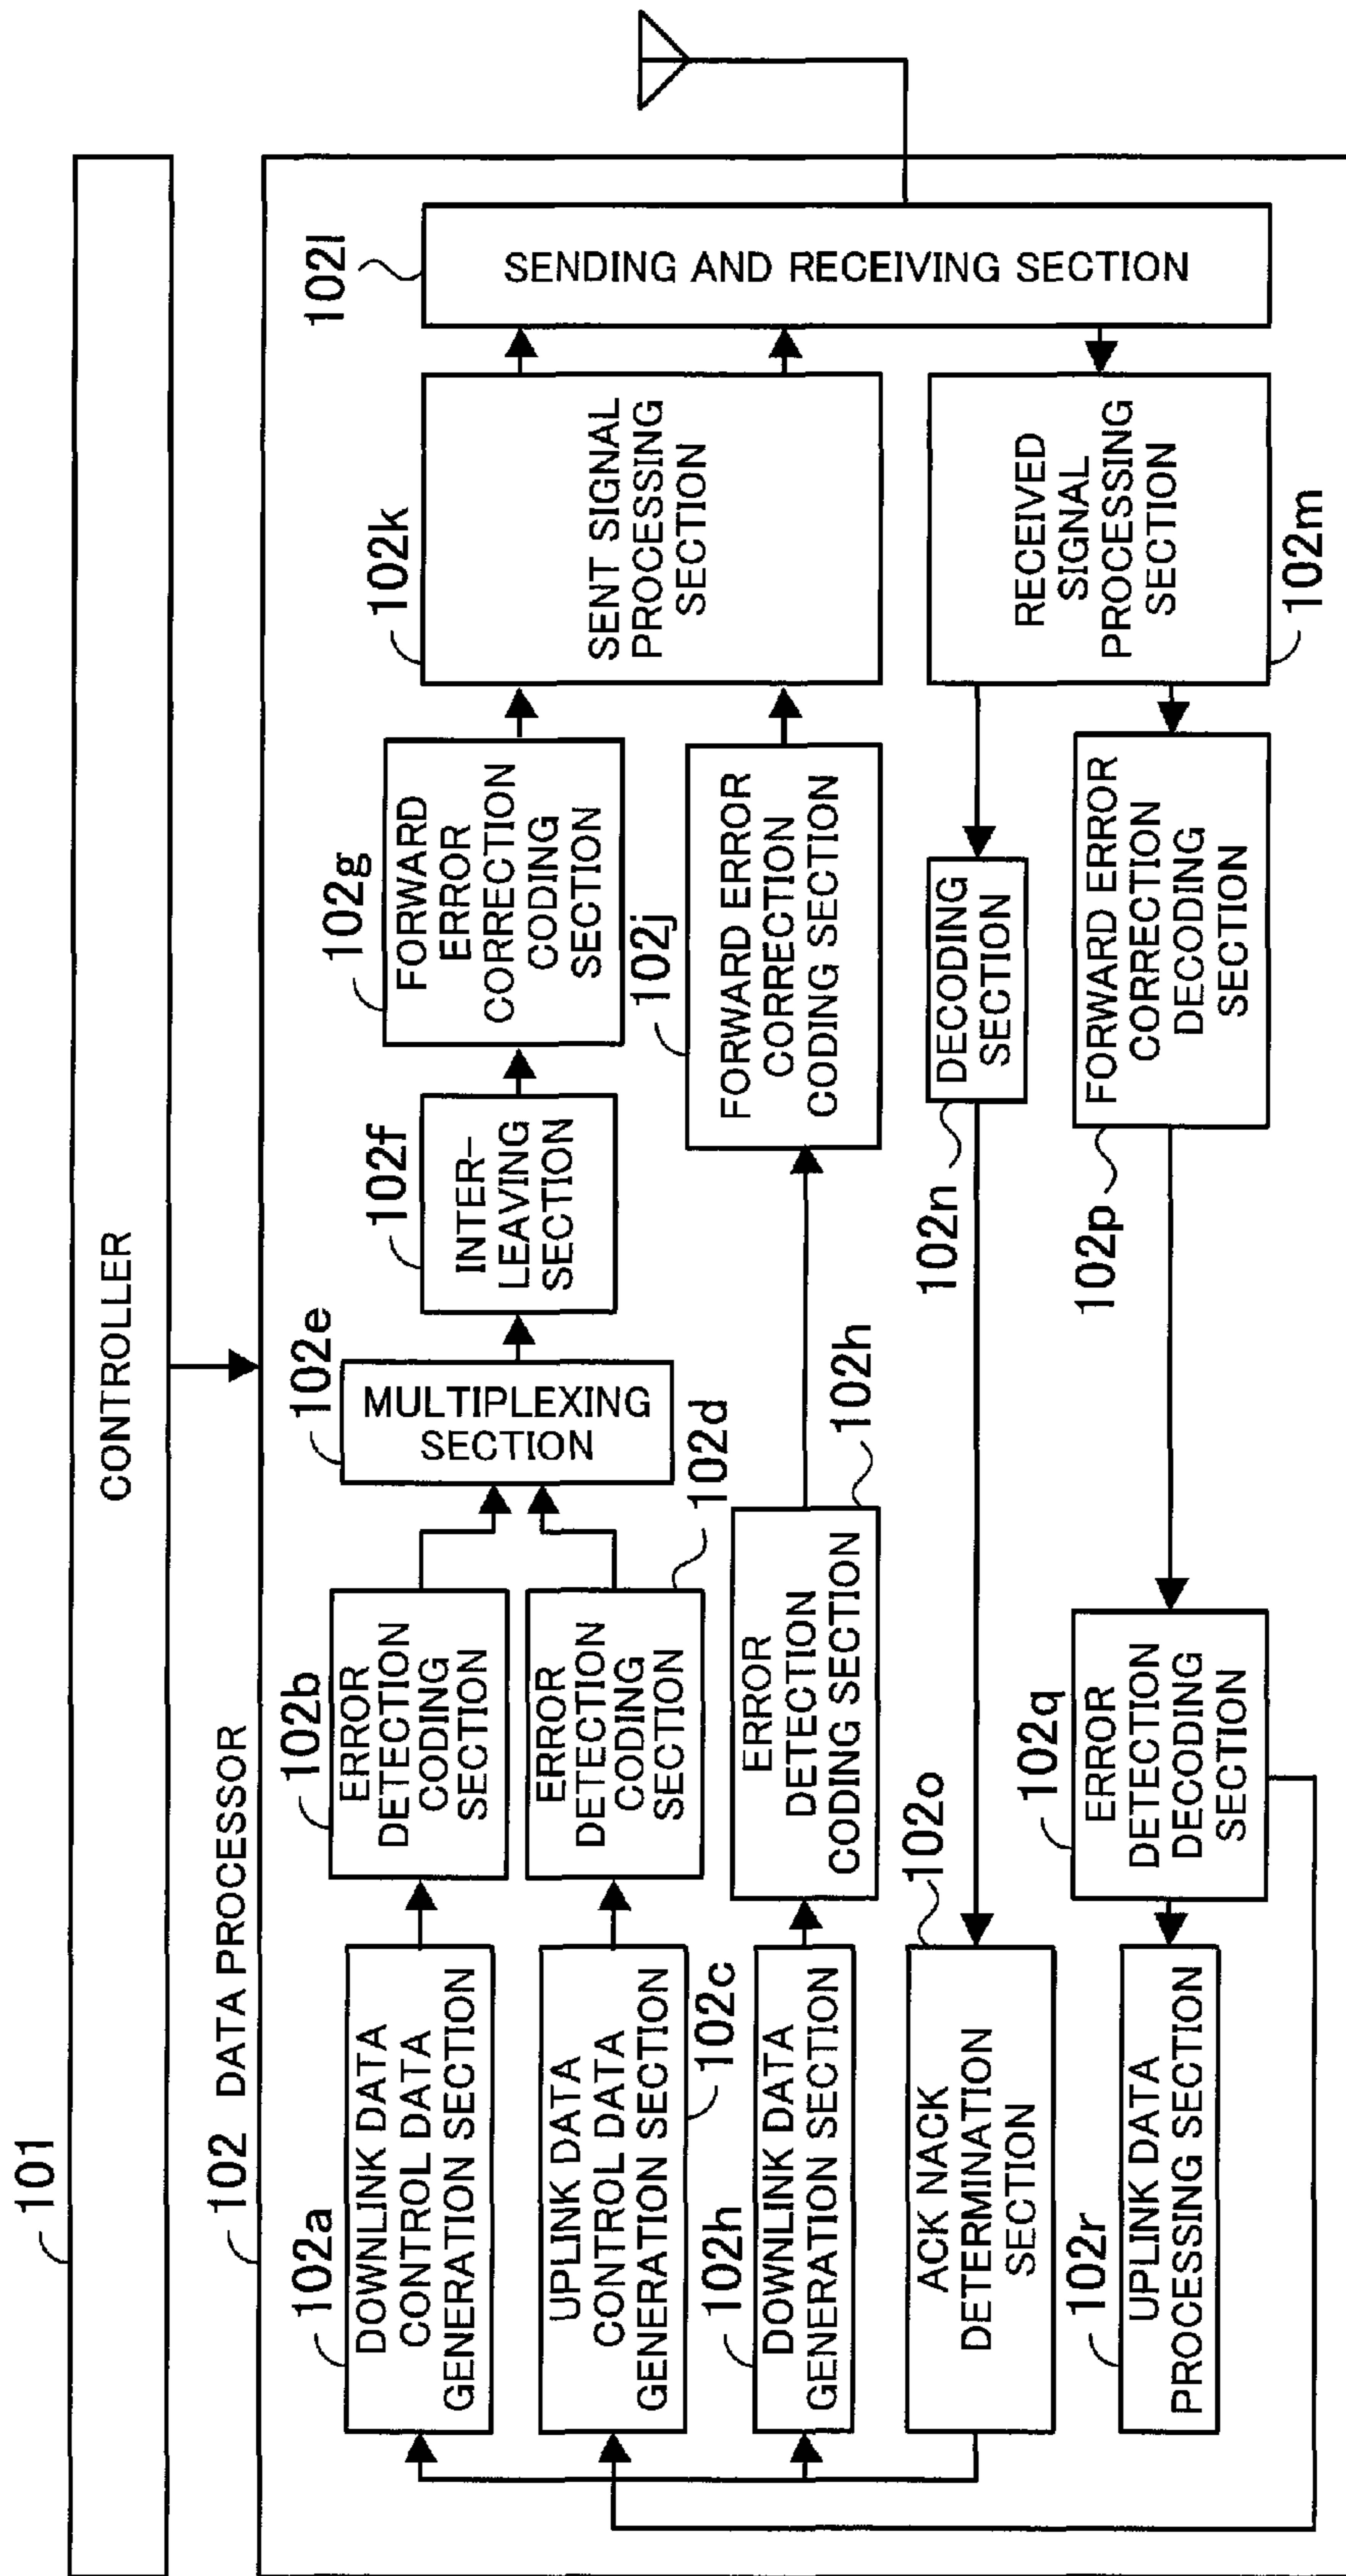 101
CONTROLLER
102 DATA PROCESSOR
102a
DOWNLINK DATA
CONTROL DATA
GENERATION SECTION
102b
ERROR
DETECTION
CODING
SECTION
UPLINK DATA
CONTROL DATA
GENERATION SECTION
102c
ERROR
DETECTION
CODING
SECTION
102d
102e
MULTIPLEXING
SECTION
102f
INTER-
LEAVING
SECTION
102g
FORWARD
ERROR
CORRECTION
CODING
SECTION
102h
DOWNLINK DATA
GENERATION SECTION
ERROR
DETECTION
CODING SECTION
102h
102j
FORWARD ERROR
CORRECTION
CODING SECTION
102k
SENT SIGNAL
PROCESSING
SECTION
102l
SENDING AND RECEIVING SECTION
RECEIVED
SIGNAL
PROCESSING
SECTION
102m
DECODING
SECTION
102n
102o
ACK NACK
DETERMINATION
SECTION
FORWARD ERROR
CORRECTION
DECODING
SECTION
102p
102q
ERROR
DETECTION
DECODING
SECTION
102r
UPLINK DATA
PROCESSING SECTION